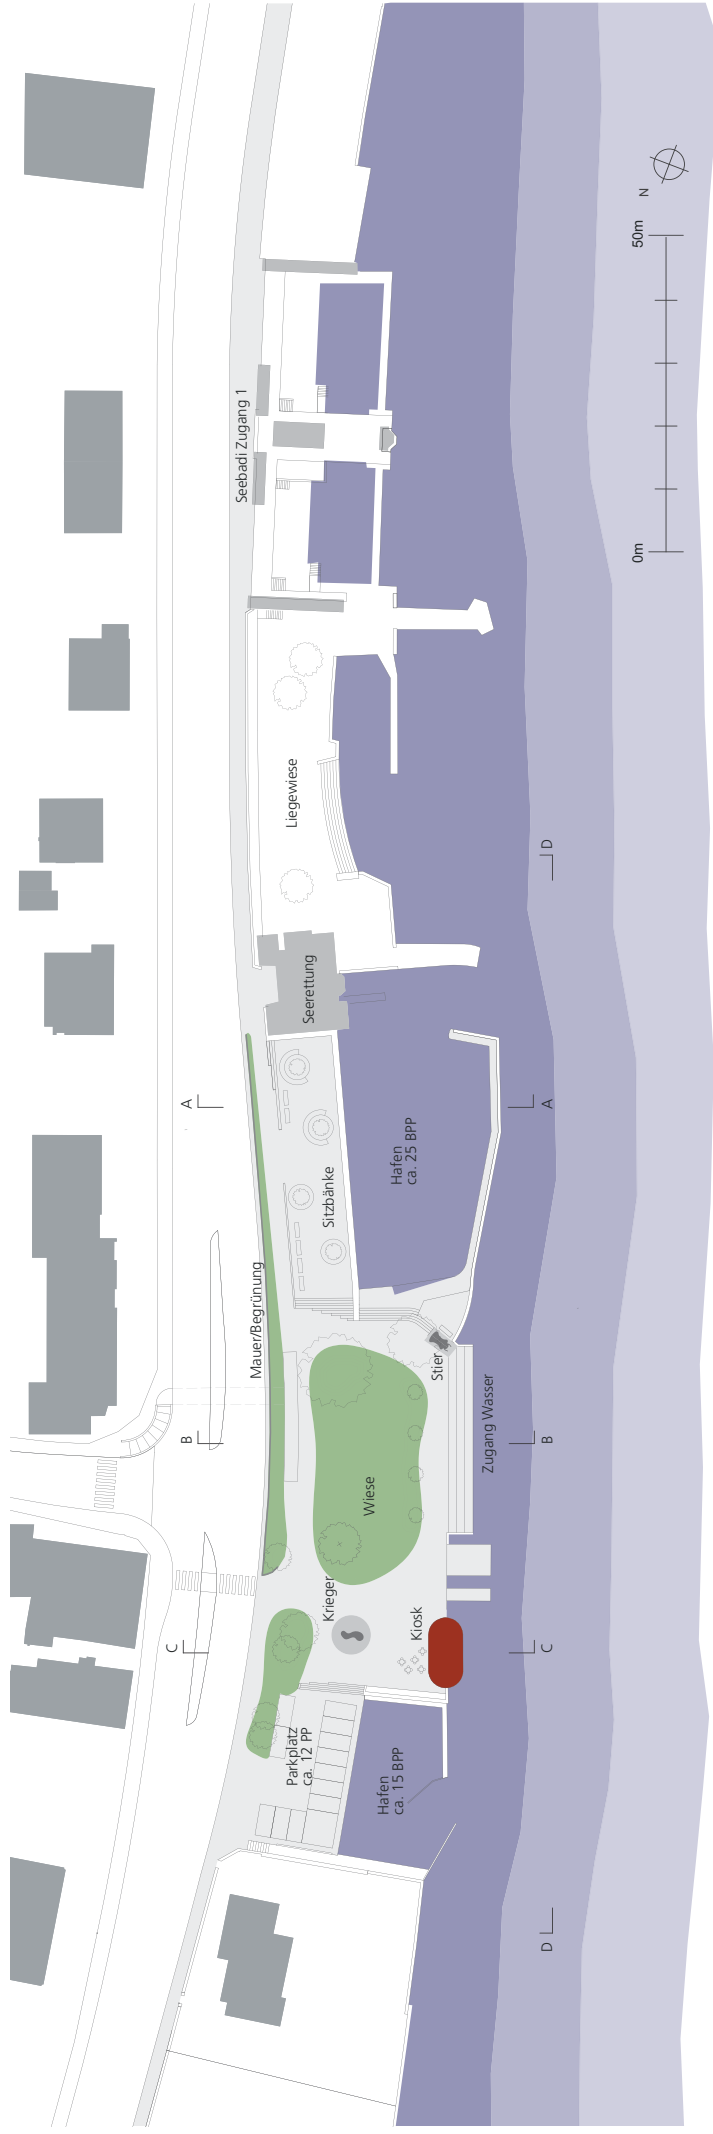 N
50m
0m
Seebadi Zugang 1
Liegewiese
D
Seerettung
A
A
Hafen
ca. 25 BPP
Sitzbänke
Mauer/Begrünung
Stier
Zugang Wasser
B
B
Wiese
Krieger
Kiosk
C
C
Parkplatz
ca. 12 PP
Hafen
ca. 15 BPP
D